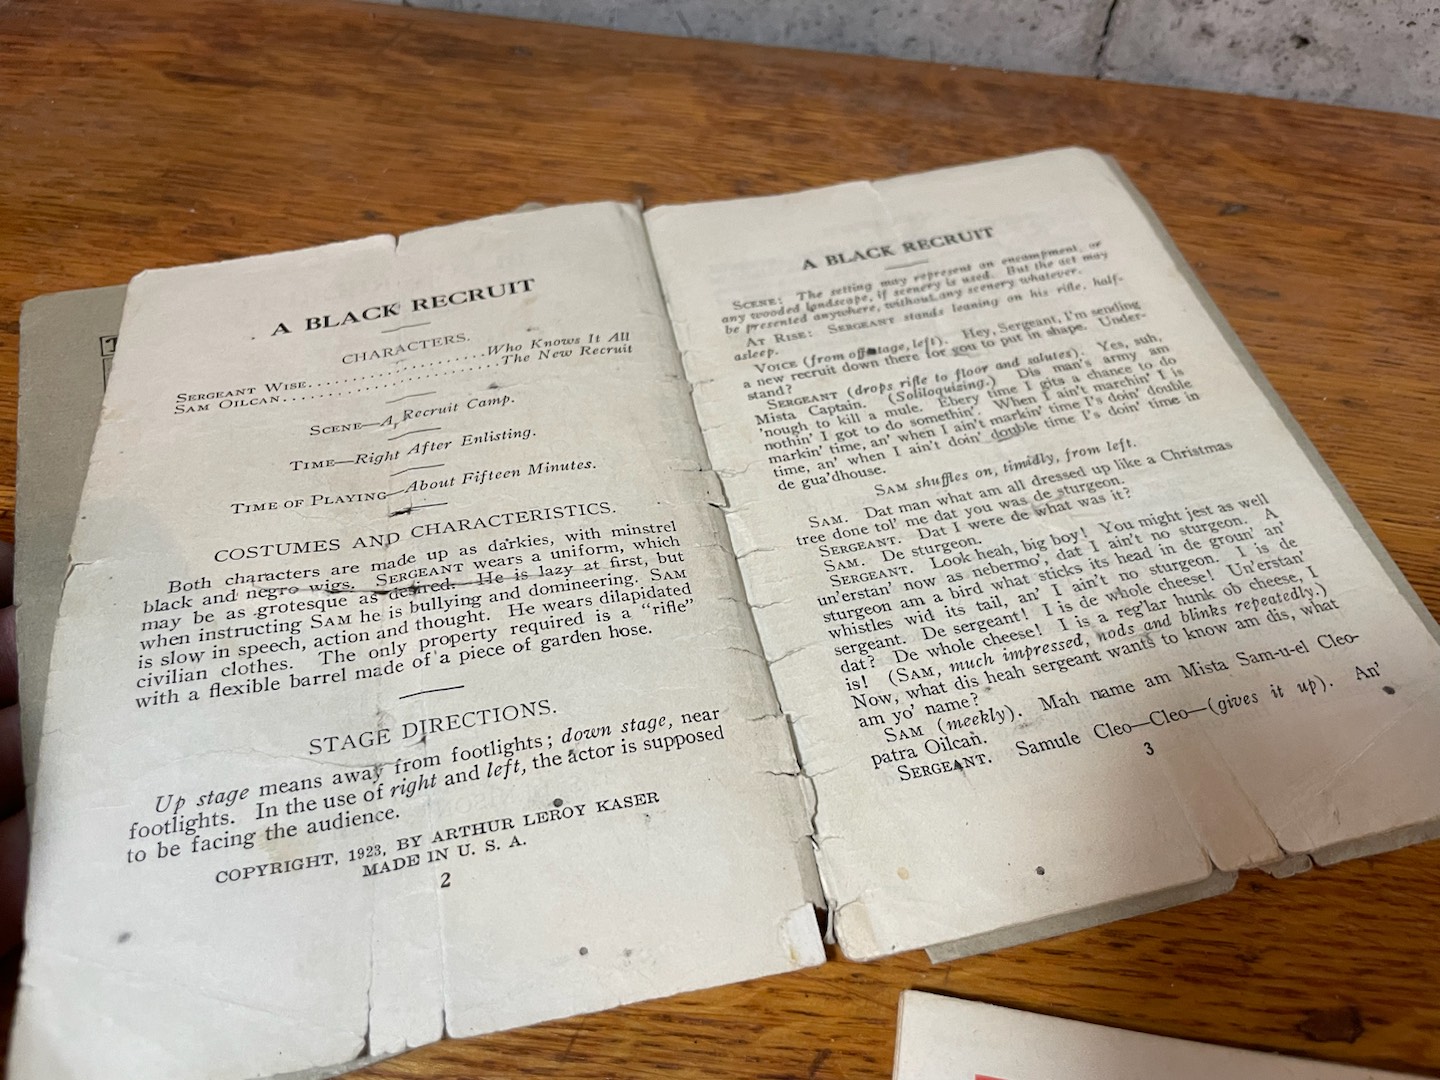 A BLACK RECRUIT
CHARACTERS.
SERGEANT WISE......................Who Knows It All
SAM OILCAN..........................The New Recruit
SCENE—A Recruit Camp.
TIME—Right After Enlisting.
TIME OF PLAYING—About Fifteen Minutes.
COSTUMES AND CHARACTERISTICS.
Both characters are made up as darkies, with minstrel
black and negro wigs. SERGEANT wears a uniform, which
may be as grotesque as desired. He is lazy at first, but
when instructing SAM he is bullying and domineering. SAM
is slow in speech, action and thought. He wears dilapidated
civilian clothes. The only property required is a "rifle"
with a flexible barrel made of a piece of garden hose.
STAGE DIRECTIONS.
Up stage means away from footlights; down stage, near
footlights. In the use of right and left, the actor is supposed
to be facing the audience.
COPYRIGHT, 1923, BY ARTHUR LEROY KASER
MADE IN U. S. A.
2
A BLACK RECRUIT
SCENE: The setting may represent an encampment, or
any wooded landscape, if scenery is used. But the act may
be presented anywhere, without any scenery whatever.
AT RISE: SERGEANT stands leaning on his rifle, half-
asleep.
VOICE (from off stage, left). Hey, Sergeant, I'm sending
a new recruit down there for you to put in shape. Under-
stand?
SERGEANT (drops rifle to floor and salutes). Yes, suh,
Mista Captain. (Soliloquizing.) Dis man's army am
'nough to kill a mule. Ebery time I gits a chance to do
nothin' I got to do somethin'. When I ain't marchin' I is
markin' time, an' when I ain't markin' time I's doin' double
time, an' when I ain't doin' double time I's doin' time in
de gua'dhouse.
SAM shuffles on, timidly, from left.
SAM. Dat man what am all dressed up like a Christmas
tree done tol' me dat you was de sturgeon.
SERGEANT. Dat I were de what was it?
SAM. De sturgeon.
SERGEANT. Look heah, big boy! You might jest as well
un'erstan' now as nebermo', dat I ain't no sturgeon. A
sturgeon am a bird what sticks its head in de groun' an'
whistles wid its tail, an' I ain't no sturgeon. I is de
sergeant. De sergeant! I is de whole cheese! Un'erstan'
dat? De whole cheese! I is a reg'lar hunk ob cheese, I
is! (SAM, much impressed, nods and blinks repeatedly.)
Now, what dis heah sergeant wants to know am dis, what
am yo' name?
SAM (meekly). Mah name am Mista Sam-u-el Cleo-
patra Oilcan.
SERGEANT. Samule Cleo—Cleo—(gives it up). An'
3